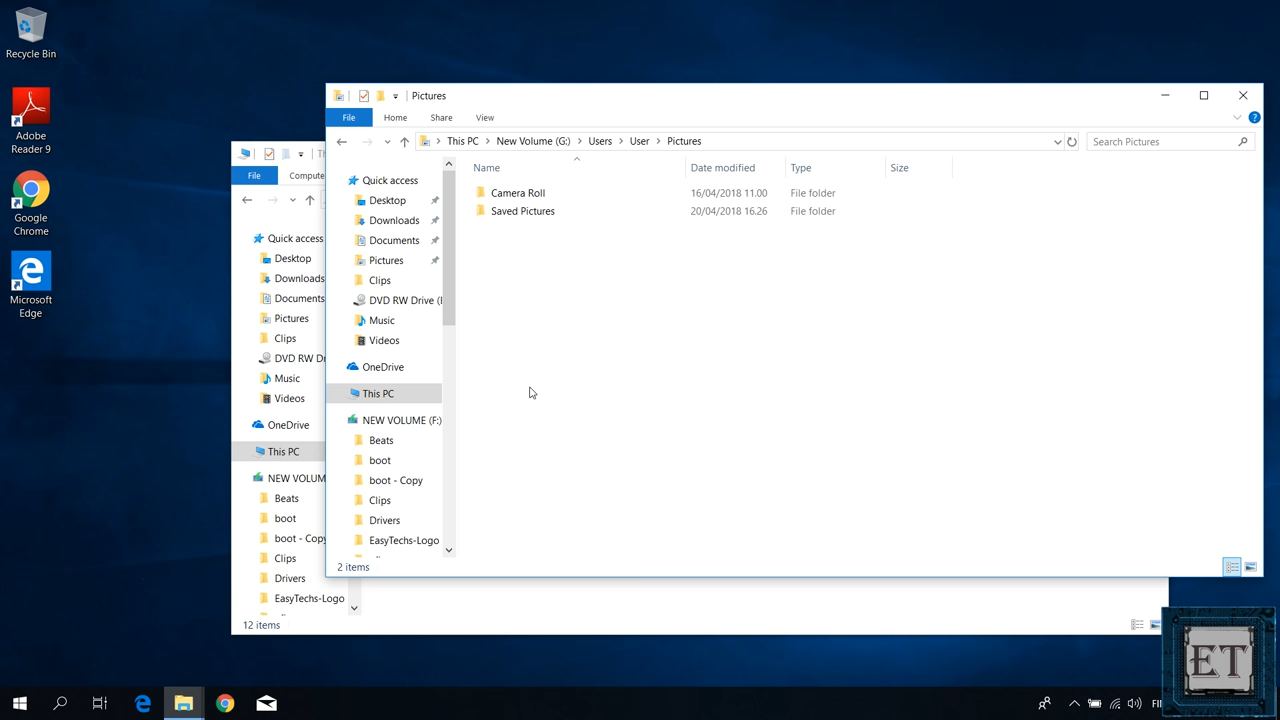 Recycle Bin
Adobe
Reader 9
Google
Chrome
Microsoft
Edge
File
Compute
Quick access
Desktop
Downloads
Documents
Pictures
Clips
DVD RW Dr
Music
Videos
OneDrive
This PC
NEW VOLUM
Beats
boot
boot - Copy
Clips
Drivers
EasyTechs-Logo
12 items
Pictures
File
Home
Share
View
This PC
New Volume (G:)
Users
User
Pictures
Search Pictures
Quick access
Desktop
Downloads
Documents
Pictures
Clips
DVD RW Drive (
Music
Videos
OneDrive
This PC
NEW VOLUME (F:)
Beats
boot
boot - Copy
Clips
Drivers
EasyTechs-Logo
Name
Date modified
Type
Size
Camera Roll
16/04/2018 11.00
File folder
Saved Pictures
20/04/2018 16.26
File folder
2 items
ET